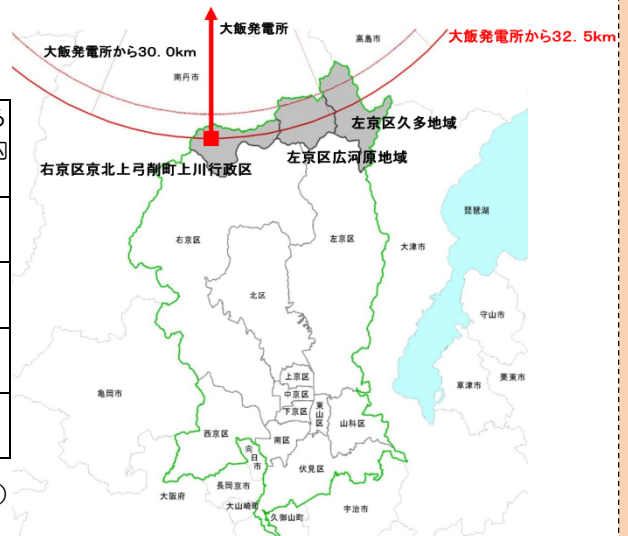 大飯発電所
高島市
大飯発電所から32.5km
大飯発電所から30.0km
南丹市
左京区久多地域
左京区広河原地域
右京区京北上弓削町上川行政区
琵琶湖
右京区
左京区
大津市
北区
守山市
上京区
栗東市
草津市
亀岡市
中京区
下京区
東山区
山科区
西京区
南区
向日市
伏見区
長岡京市
大阪府
大山崎町
久御山町
宇治市